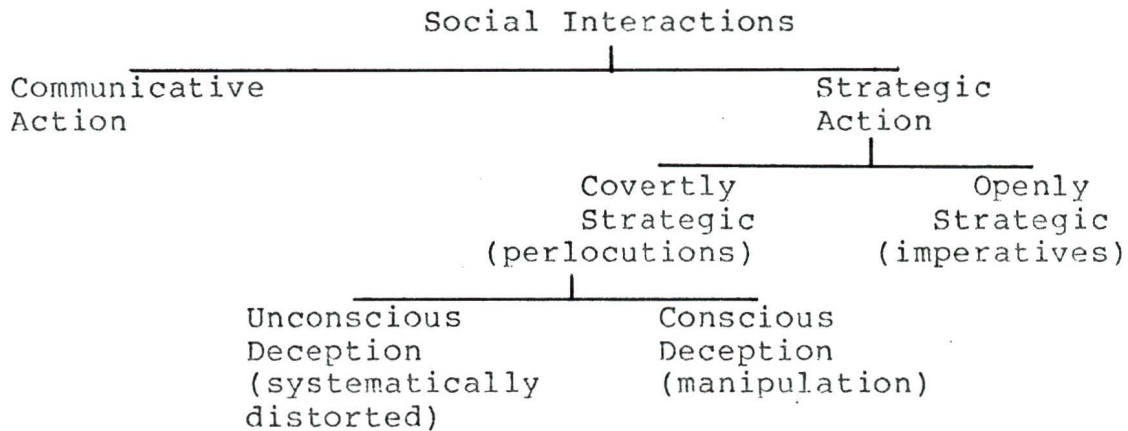 Social Interactions
Communicative
Action
Strategic
Action
Covertly
Strategic
(perlocutions)
Openly
Strategic
(imperatives)
Unconscious
Deception
(systematically
distorted)
Conscious
Deception
(manipulation)